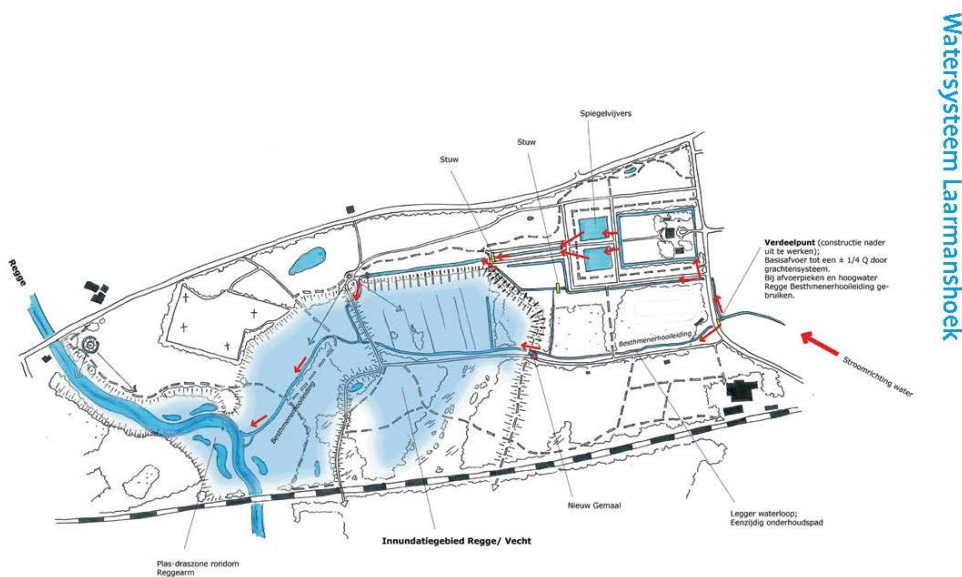 Watersysteem Laarmanshoek
Spiegelvijvers
Stuw
Stuw
Regge
Verdeelpunt (constructie nader
uit te werken);
Basisafvoer tot een ± 1/4 Q door
grachtensysteem.
Bij afvoerpieken en hoogwater
Regge Besthmenerhooileiding ge-
bruiken.
Besthmenerhooileiding
Stroomrichting water
Besthmenerhooileiding
Nieuw Gemaal
Legger waterloop;
Eenzijdig onderhoudspad
Innundatiegebied Regge/ Vecht
Plas-draszone rondom
Reggearm